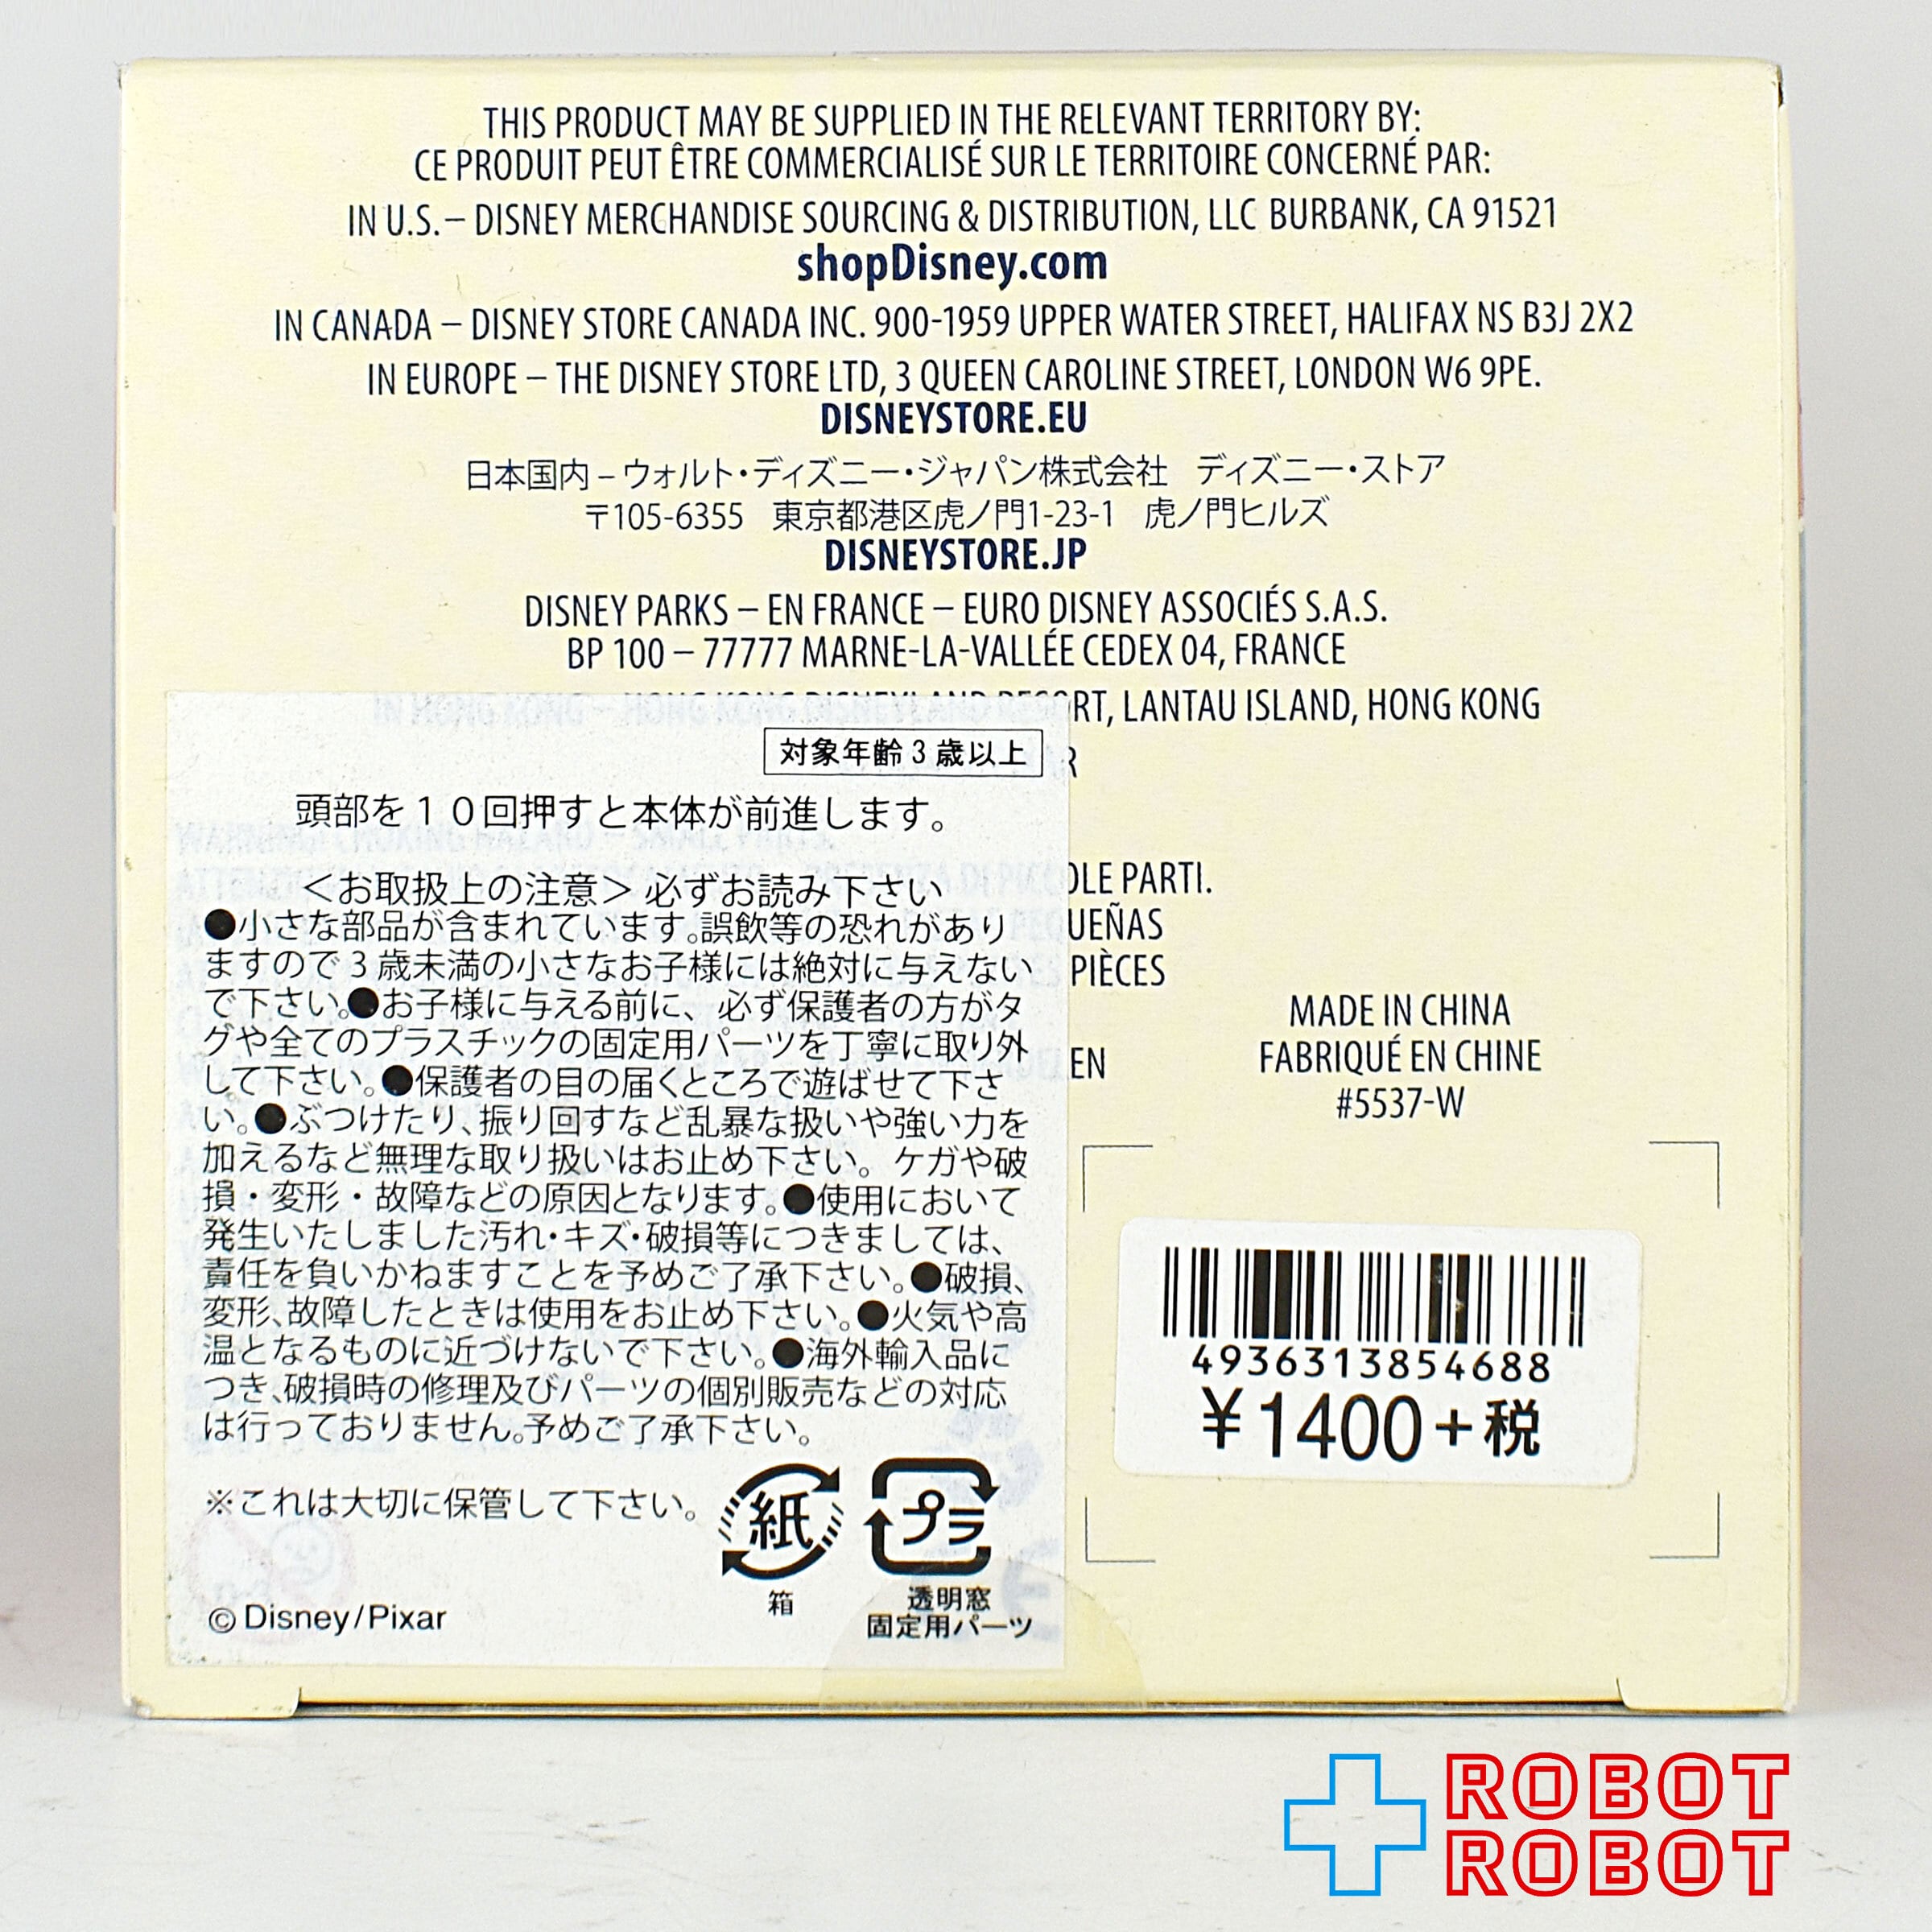 THIS PRODUCT MAY BE SUPPLIED IN THE RELEVANT TERRITORY BY:
CE PRODUIT PEUT ÊTRE COMMERCIALISÉ SUR LE TERRITOIRE CONCERNÉ PAR:
IN U.S. – DISNEY MERCHANDISE SOURCING & DISTRIBUTION, LLC BURBANK, CA 91521
shopDisney.com
IN CANADA – DISNEY STORE CANADA INC. 900-1959 UPPER WATER STREET, HALIFAX NS B3J 2X2
IN EUROPE – THE DISNEY STORE LTD, 3 QUEEN CAROLINE STREET, LONDON W6 9PE.
DISNEYSTORE.EU
日本国内 – ウォルト・ディズニー・ジャパン株式会社 ディズニー・ストア
〒105-6355 東京都港区虎ノ門1-23-1 虎ノ門ヒルズ
DISNEYSTORE.JP
DISNEY PARKS – EN FRANCE – EURO DISNEY ASSOCIÉS S.A.S.
BP 100 – 77777 MARNE-LA-VALLÉE CEDEX 04, FRANCE
IN HONG KONG – HONG KONG DISNEYLAND RESORT, LANTAU ISLAND, HONG KONG
対象年齢3歳以上
頭部を10回押すと本体が前進します。
<お取扱上の注意> 必ずお読み下さい
●小さな部品が含まれています。誤飲等の恐れがあり
ますので3歳未満の小さなお子様には絶対に与えない
で下さい。●お子様に与える前に、必ず保護者の方がタ
グや全てのプラスチックの固定用パーツを丁寧に取り外
して下さい。●保護者の目の届くところで遊ばせて下さ
い。●ぶつけたり、振り回すなど乱暴な扱いや強い力を
加えるなど無理な取り扱いはお止め下さい。ケガや破
損・変形・故障などの原因となります。●使用において
発生いたしました汚れ・キズ・破損等につきましては、
責任を負いかねますことを予めご了承下さい。●破損、
変形、故障したときは使用をお止め下さい。●火気や高
温となるものに近づけないで下さい。●海外輸入品に
つき、破損時の修理及びパーツの個別販売などの対応
は行っておりません。予めご了承下さい。
※これは大切に保管して下さい。
紙
箱
プラ
透明窓
固定用パーツ
© Disney/Pixar
OLE PARTI.
UEÑAS
PIÈCES
EN
MADE IN CHINA
FABRIQUÉ EN CHINE
#5537-W
4936313854688
¥1400+税
ROBOT
ROBOT